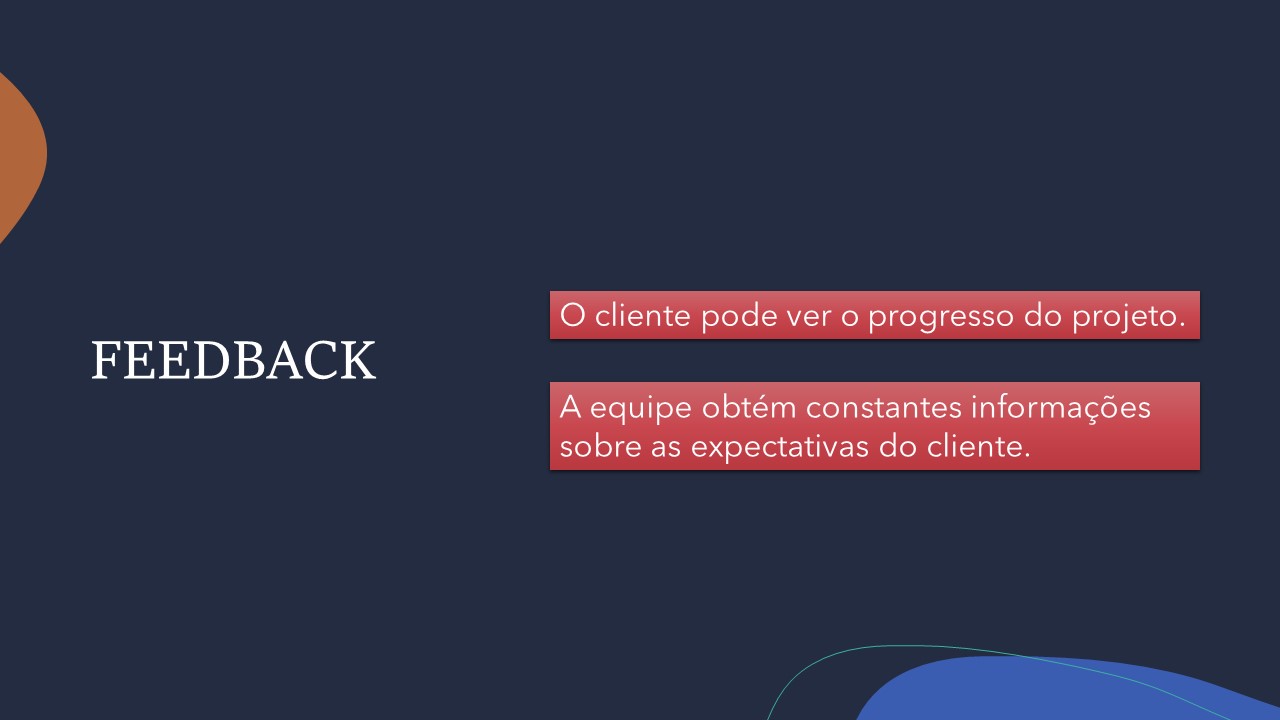 FEEDBACK
O cliente pode ver o progresso do projeto.
A equipe obtém constantes informações
sobre as expectativas do cliente.